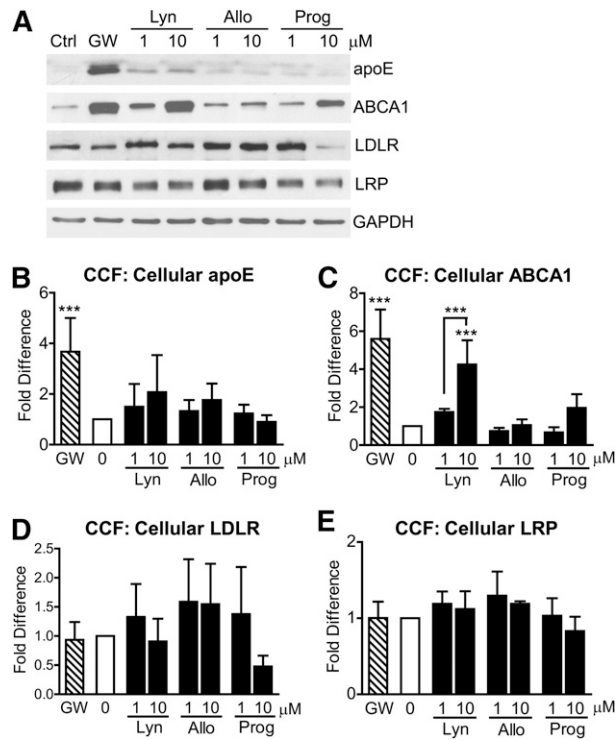 A
Lyn Allo Prog
Ctrl GW 1 10 1 10 1 10 μM
apoE
ABCA1
LDLR
LRP
GAPDH
B
CCF: Cellular apoE
Fold Difference
6
4
2
0
***
GW 0 1 10 1 10 1 10 μM
Lyn Allo Prog
C
CCF: Cellular ABCA1
Fold Difference
8
6
4
2
0
***
***
***
GW 0 1 10 1 10 1 10 μM
Lyn Allo Prog
D
CCF: Cellular LDLR
Fold Difference
2.5
2.0
1.5
1.0
0.5
0.0
GW 0 1 10 1 10 1 10 μM
Lyn Allo Prog
E
CCF: Cellular LRP
Fold Difference
2
1
0
GW 0 1 10 1 10 1 10 μM
Lyn Allo Prog